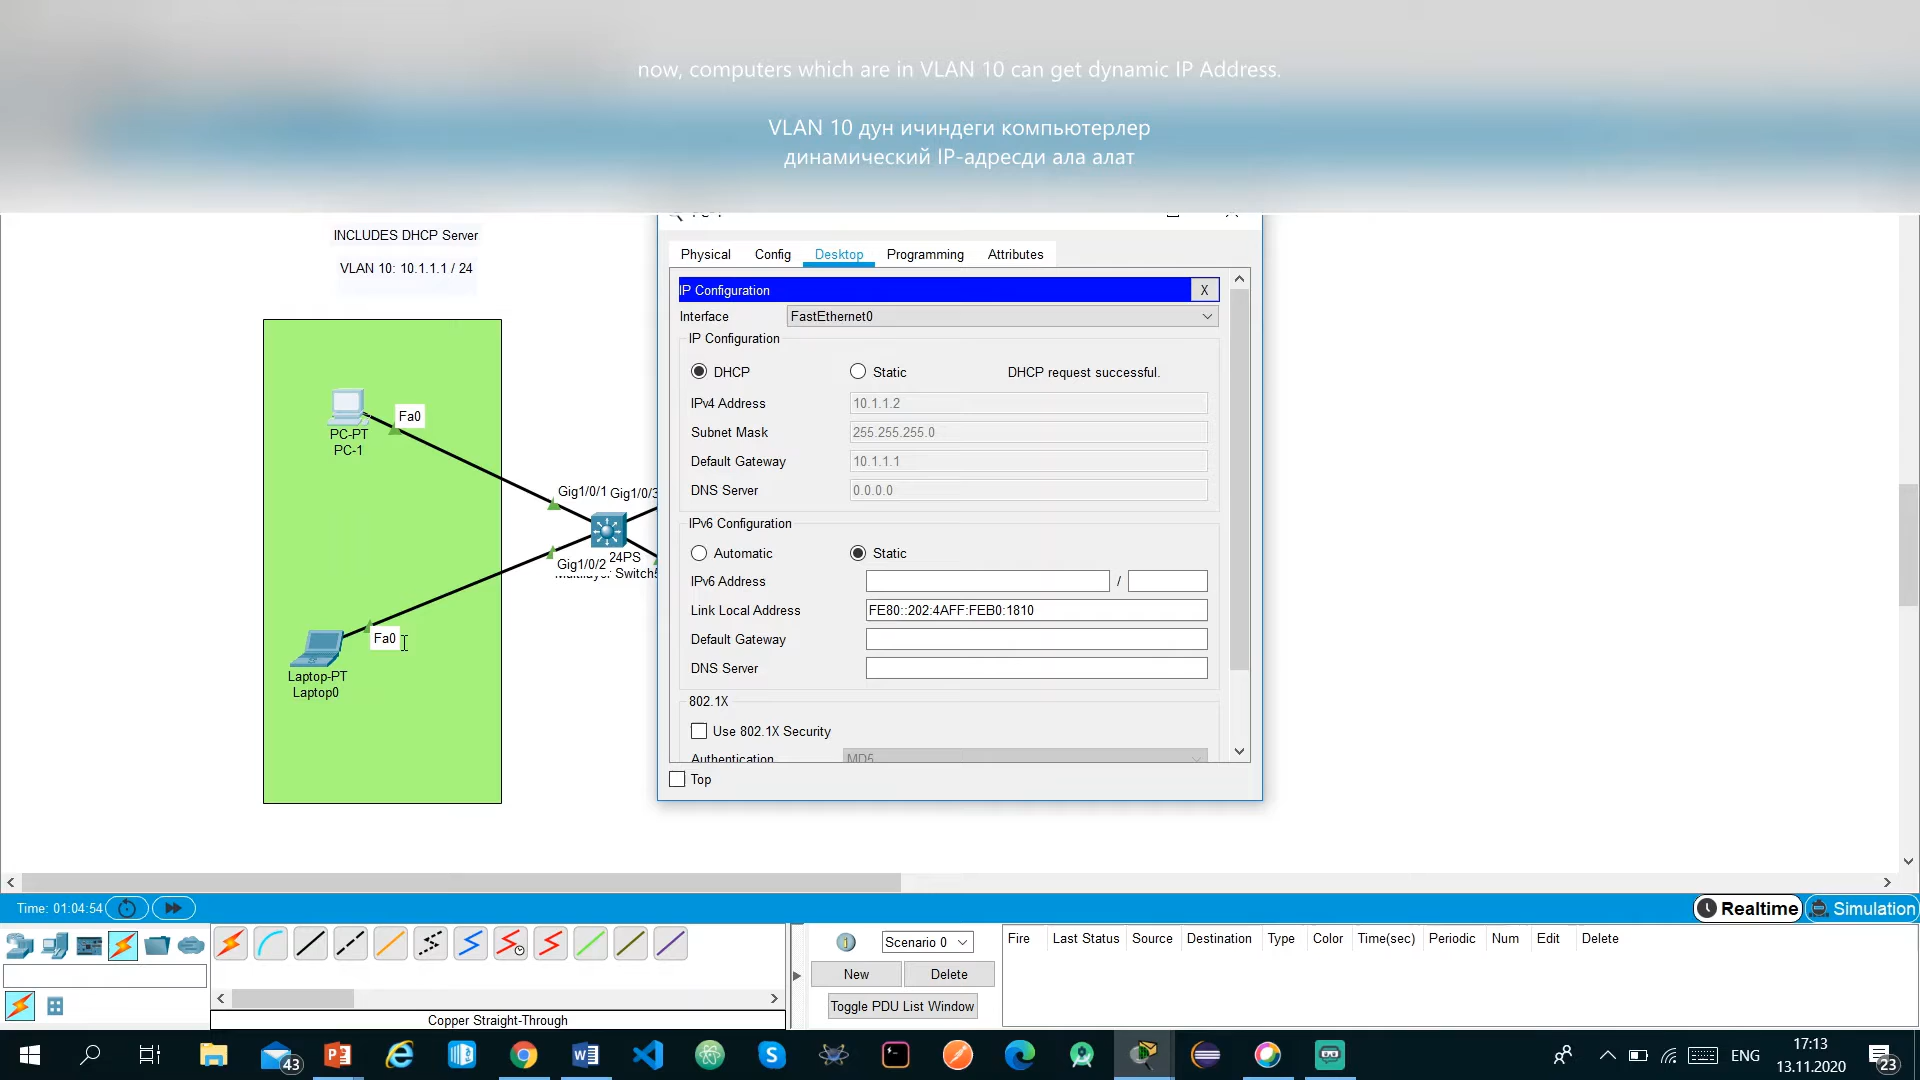 now, computers which are in VLAN 10 can get dynamic IP Address.
VLAN 10 дун ичиндеги компьютерлер
динамический IP-адресди ала алат
INCLUDES DHCP Server
VLAN 10: 10.1.1.1 / 24
Fa0
PC-PT
PC-1
Gig1/0/1 Gig1/0/3
24PS
Gig1/0/2
Multilayer Switch
Fa0
Laptop-PT
Laptop0
Physical Config Desktop Programming Attributes
IP Configuration X
Interface FastEthernet0
IP Configuration
DHCP Static DHCP request successful.
IPv4 Address 10.1.1.2
Subnet Mask 255.255.255.0
Default Gateway 10.1.1.1
DNS Server 0.0.0.0
IPv6 Configuration
Automatic Static
IPv6 Address /
Link Local Address FE80::202:4AFF:FEB0:1810
Default Gateway
DNS Server
802.1X
Use 802.1X Security
Authentication MD5
Top
Time: 01:04:54 Realtime Simulation
Scenario 0
New Delete
Toggle PDU List Window
Fire Last Status Source Destination Type Color Time(sec) Periodic Num Edit Delete
Copper Straight-Through
43
ENG
17:13
13.11.2020
23